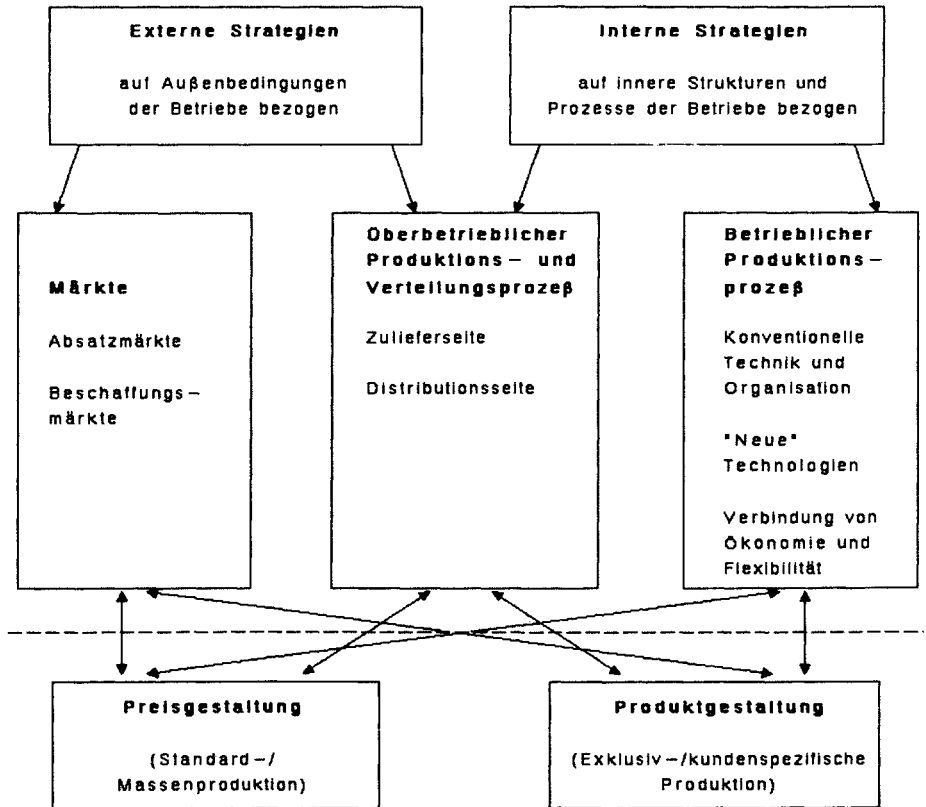 Externe Strategien
auf Außenbedingungen
der Betriebe bezogen
Interne Strategien
auf innere Strukturen und
Prozesse der Betriebe bezogen
Märkte
Absatzmärkte
Beschaffungs–
märkte
Überbetrieblicher
Produktions– und
Verteilungsprozeß
Zulieferseite
Distributionsseite
Betrieblicher
Produktions–
prozeß
Konventionelle
Technik und
Organisation
"Neue"
Technologien
Verbindung von
Ökonomie und
Flexibilität
Preisgestaltung
(Standard–/
Massenproduktion)
Produktgestaltung
(Exklusiv–/kundenspezifische
Produktion)